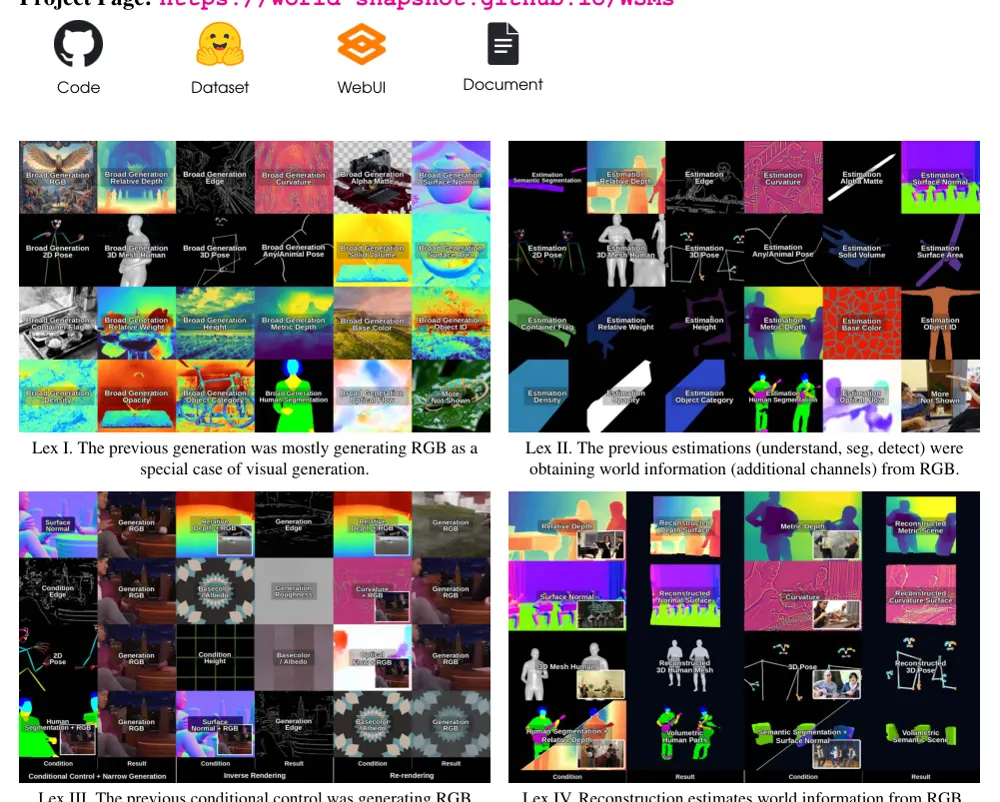 Project Page: https://world-snapshot.github.io/WSMs
Code
Dataset
WebUI
Document
Broad Generation
RGB
Broad Generation
Relative Depth
Broad Generation
Edge
Broad Generation
Curvature
Broad Generation
Alpha Matte
Broad Generation
Surface Normal
Broad Generation
2D Pose
Broad Generation
3D Mesh Human
Broad Generation
3D Pose
Broad Generation
Any/Animal Pose
Broad Generation
Solid Volume
Broad Generation
Surface Area
Broad Generation
Container Flag
Broad Generation
Relative Weight
Broad Generation
Height
Broad Generation
Metric Depth
Broad Generation
Base Color
Broad Generation
Object ID
Broad Generation
Density
Broad Generation
Opacity
Broad Generation
Object Category
Broad Generation
Human Segmentation
Broad Generation
Optical Flow
More
Not Shown
Lex I. The previous generation was mostly generating RGB as a
special case of visual generation.
Estimation
Semantic Segmentation
Estimation
Relative Depth
Estimation
Edge
Estimation
Curvature
Estimation
Alpha Matte
Estimation
Surface Normal
Estimation
2D Pose
Estimation
3D Mesh Human
Estimation
3D Pose
Estimation
Any/Animal Pose
Estimation
Solid Volume
Estimation
Surface Area
Estimation
Container Flag
Estimation
Relative Weight
Estimation
Height
Estimation
Metric Depth
Estimation
Base Color
Estimation
Object ID
Estimation
Density
Estimation
Opacity
Estimation
Object Category
Estimation
Human Segmentation
Estimation
Optical Flow
More
Not Shown
Lex II. The previous estimations (understand, seg, detect) were
obtaining world information (additional channels) from RGB.
Surface
Normal
Generation
RGB
Relative
Depth + RGB
Generation
Edge
Relative
Depth + RGB
Generation
RGB
Condition
Edge
Generation
RGB
Basecolor
/ Albedo
Generation
Roughness
Curvature
+ RGB
Generation
RGB
2D
Pose
Generation
RGB
Condition
Height
Basecolor
/ Albedo
Optical
Flow + RGB
Generation
RGB
Human
Segmentation + RGB
Generation
RGB
Surface
Normal + RGB
Generation
Edge
Basecolor
/ Albedo
Generation
RGB
Condition
Result
Condition
Result
Condition
Result
Conditional Control + Narrow Generation
Inverse Rendering
Re-rendering
Lex III. The previous conditional control was generating RGB
Relative Depth
Reconstructed
Depth Surface
Metric Depth
Reconstructed
Metric Scene
Surface Normal
Reconstructed
Normal Surface
Curvature
Reconstructed
Curvature Surface
3D Mesh Human
Reconstructed
3D Human Mesh
3D Pose
Reconstructed
3D Pose
Human Segmentation +
Relative Depth
Volumetric
Human Parts
Semantic Segmentation +
Surface Normal
Volumetric
Semantic Scene
Condition
Result
Condition
Result
Lex IV. Reconstruction estimates world information from RGB